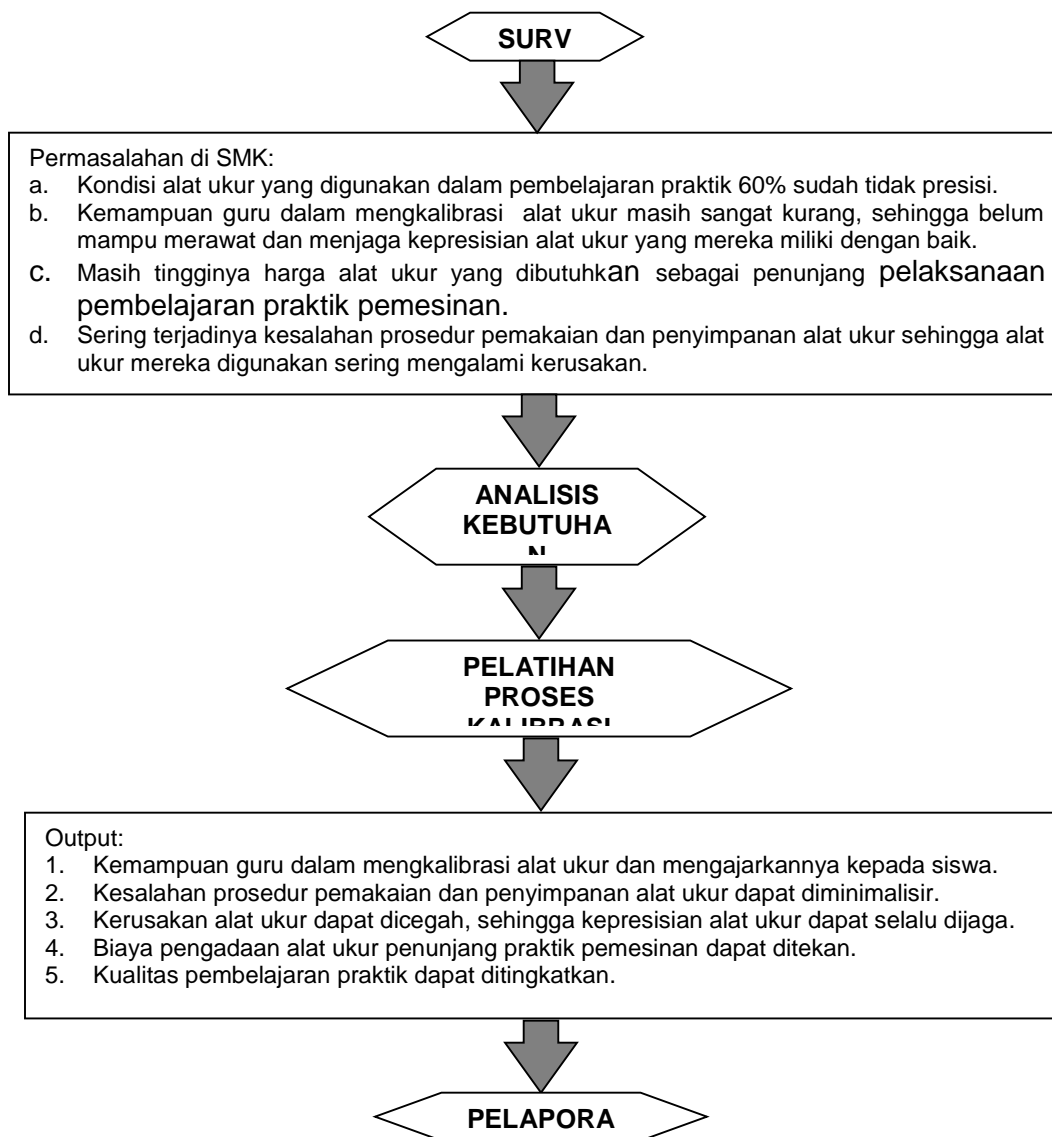 SURV
Permasalahan di SMK:
a. Kondisi alat ukur yang digunakan dalam pembelajaran praktik 60% sudah tidak presisi.
b. Kemampuan guru dalam mengkalibrasi alat ukur masih sangat kurang, sehingga belum
mampu merawat dan menjaga kepresisian alat ukur yang mereka miliki dengan baik.
c. Masih tingginya harga alat ukur yang dibutuhkan sebagai penunjang pelaksanaan
pembelajaran praktik pemesinan.
d. Sering terjadinya kesalahan prosedur pemakaian dan penyimpanan alat ukur sehingga alat
ukur mereka digunakan sering mengalami kerusakan.
ANALISIS
KEBUTUHA
N
PELATIHAN
PROSES
KALIBRASI
Output:
1. Kemampuan guru dalam mengkalibrasi alat ukur dan mengajarkannya kepada siswa.
2. Kesalahan prosedur pemakaian dan penyimpanan alat ukur dapat diminimalisir.
3. Kerusakan alat ukur dapat dicegah, sehingga kepresisian alat ukur dapat selalu dijaga.
4. Biaya pengadaan alat ukur penunjang praktik pemesinan dapat ditekan.
5. Kualitas pembelajaran praktik dapat ditingkatkan.
PELAPORA